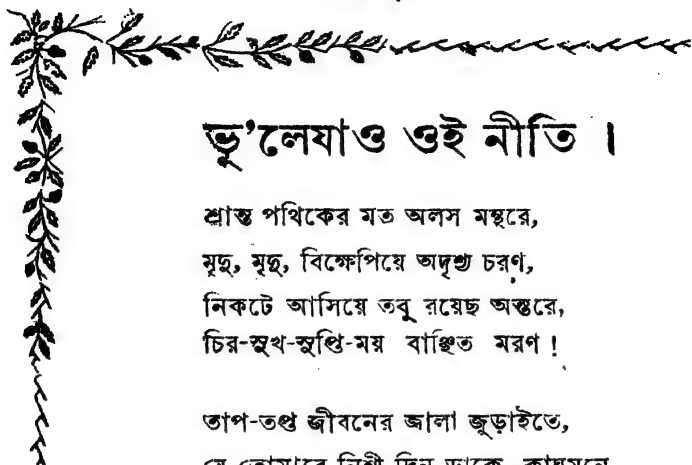 ভু’লেযাও ওই নীতি ।
শ্রান্ত পথিকের মত অলস মন্থরে,
মৃদু, মৃদু, বিক্ষেপিয়ে অদৃশ্য চরণ,
নিকটে আসিয়ে তবু রয়েছ অন্তরে,
চির-সুখ-সুপ্তি-ময় বাঞ্ছিত মরণ !
তাপ-তপ্ত জীবনের জ্বালা জুড়াইতে,
যে তোমারে নিশী দিন ডাকে